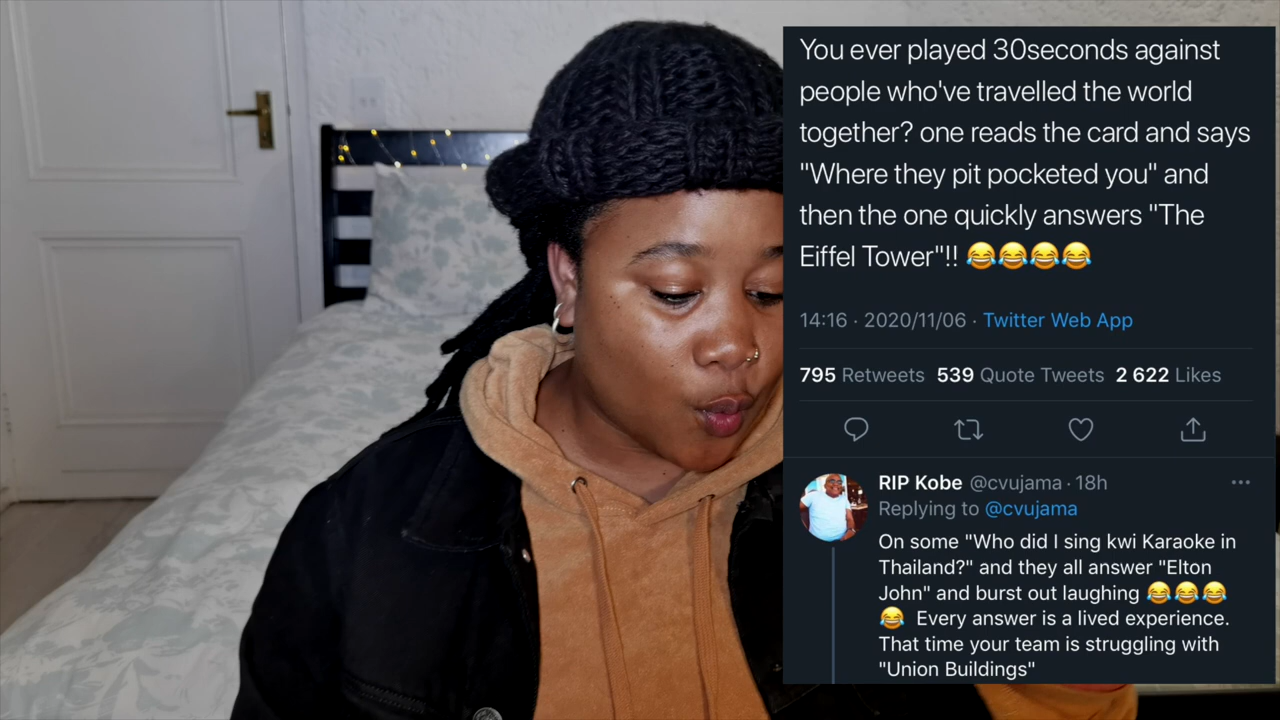 You ever played 30seconds against
people who've travelled the world
together? one reads the card and says
"Where they pit pocketed you" and
then the one quickly answers "The
Eiffel Tower"!! 😂😂😂😂
14:16 · 2020/11/06 · Twitter Web App
795 Retweets 539 Quote Tweets 2 622 Likes
RIP Kobe @cvujama · 18h
Replying to @cvujama
On some "Who did I sing kwi Karaoke in
Thailand?" and they all answer "Elton
John" and burst out laughing 😂😂😂
😂 Every answer is a lived experience.
That time your team is struggling with
"Union Buildings"